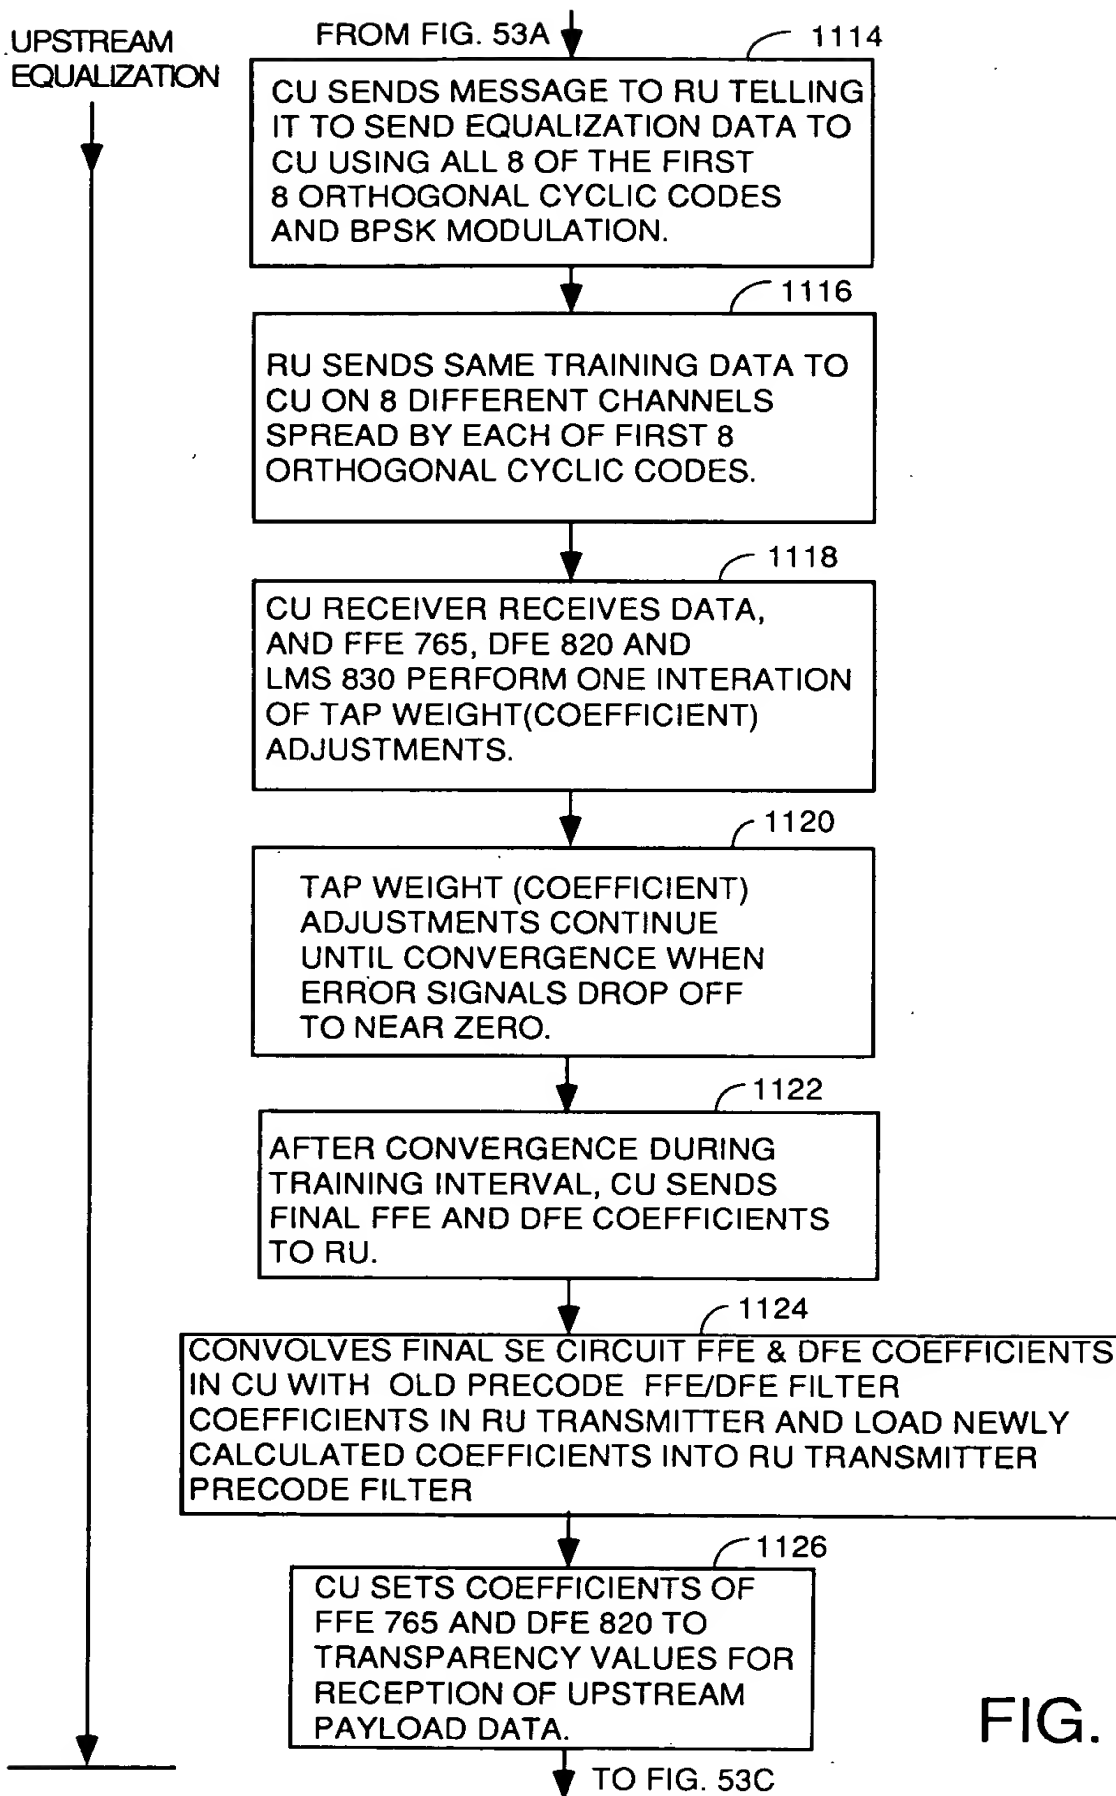 UPSTREAM
EQUALIZATION
FROM FIG. 53A
1114
CU SENDS MESSAGE TO RU TELLING
IT TO SEND EQUALIZATION DATA TO
CU USING ALL 8 OF THE FIRST
8 ORTHOGONAL CYCLIC CODES
AND BPSK MODULATION.
1116
RU SENDS SAME TRAINING DATA TO
CU ON 8 DIFFERENT CHANNELS
SPREAD BY EACH OF FIRST 8
ORTHOGONAL CYCLIC CODES.
1118
CU RECEIVER RECEIVES DATA,
AND FFE 765, DFE 820 AND
LMS 830 PERFORM ONE INTERATION
OF TAP WEIGHT(COEFFICIENT)
ADJUSTMENTS.
1120
TAP WEIGHT (COEFFICIENT)
ADJUSTMENTS CONTINUE
UNTIL CONVERGENCE WHEN
ERROR SIGNALS DROP OFF
TO NEAR ZERO.
1122
AFTER CONVERGENCE DURING
TRAINING INTERVAL, CU SENDS
FINAL FFE AND DFE COEFFICIENTS
TO RU.
1124
CONVOLVES FINAL SE CIRCUIT FFE & DFE COEFFICIENTS
IN CU WITH OLD PRECODE FFE/DFE FILTER
COEFFICIENTS IN RU TRANSMITTER AND LOAD NEWLY
CALCULATED COEFFICIENTS INTO RU TRANSMITTER
PRECODE FILTER
1126
CU SETS COEFFICIENTS OF
FFE 765 AND DFE 820 TO
TRANSPARENCY VALUES FOR
RECEPTION OF UPSTREAM
PAYLOAD DATA.
FIG.
TO FIG. 53C